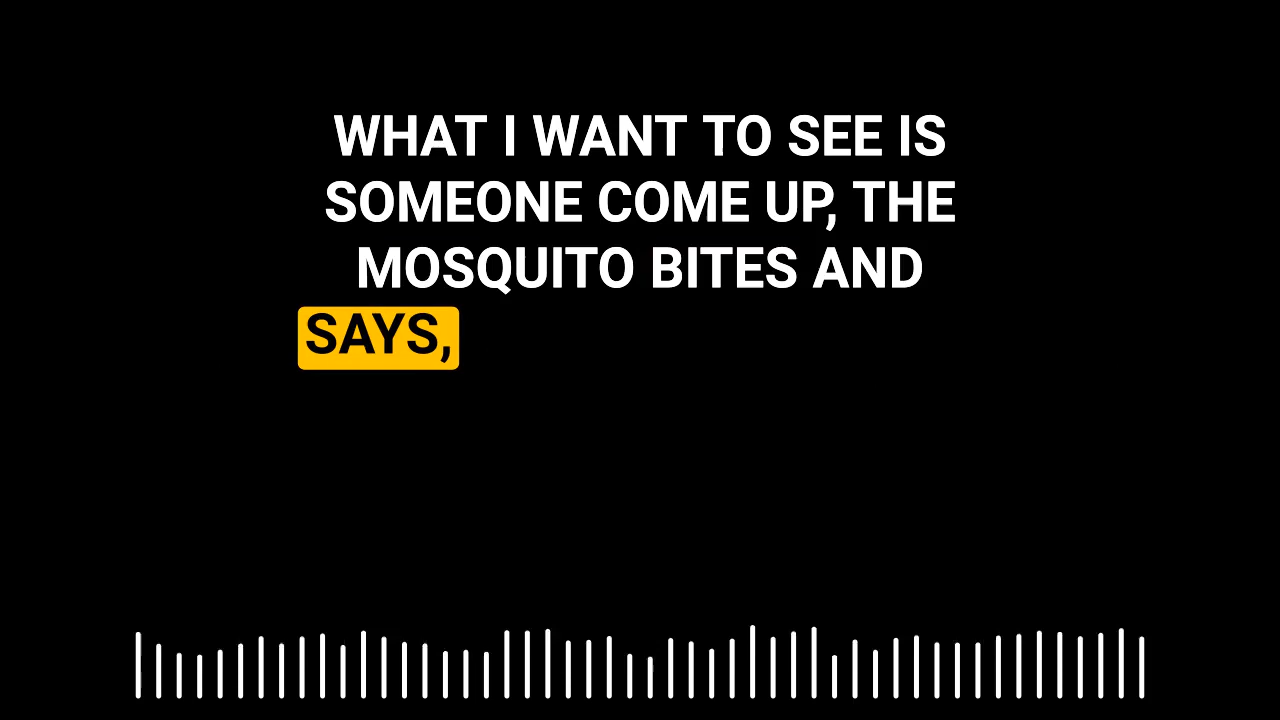 WHAT I WANT TO SEE IS
SOMEONE COME UP, THE
MOSQUITO BITES AND
SAYS,